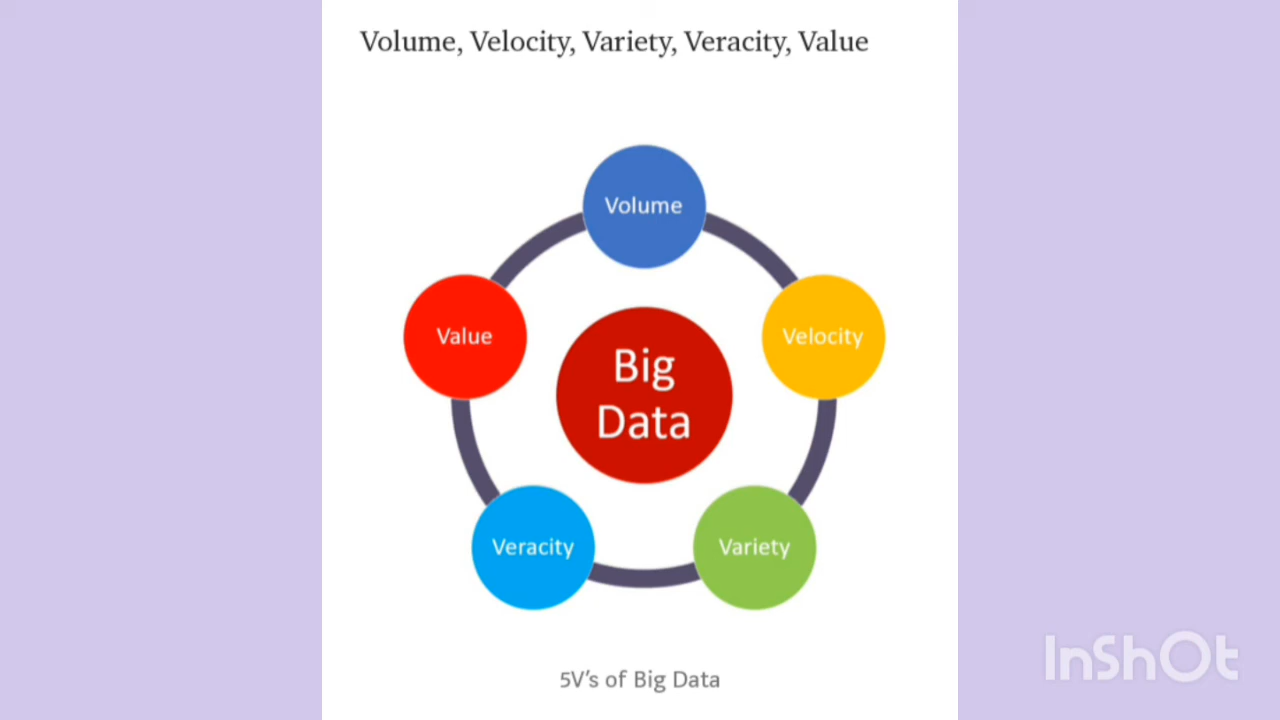 Volume, Velocity, Variety, Veracity, Value
Volume
Value
Velocity
Big
Data
Veracity
Variety
5V's of Big Data
InShOt